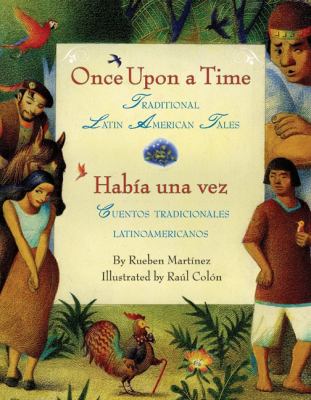 Once Upon a Time
Traditional
Latin American Tales
Había una vez
Cuentos tradicionales
latinoamericanos
By Rueben Martínez
Illustrated by Raúl Colón